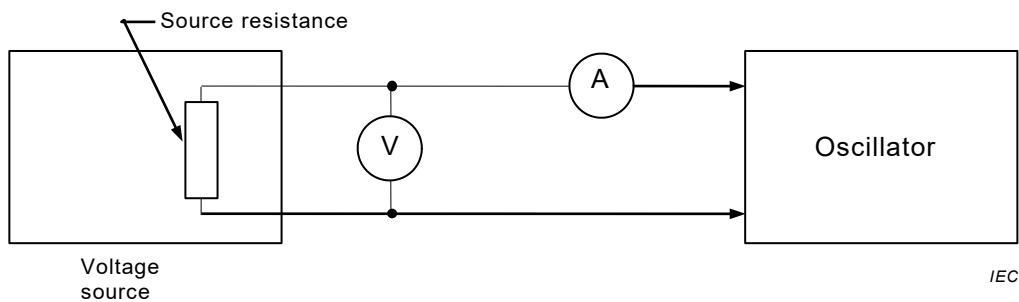 Source resistance
A
V
Oscillator
Voltage
source
IEC